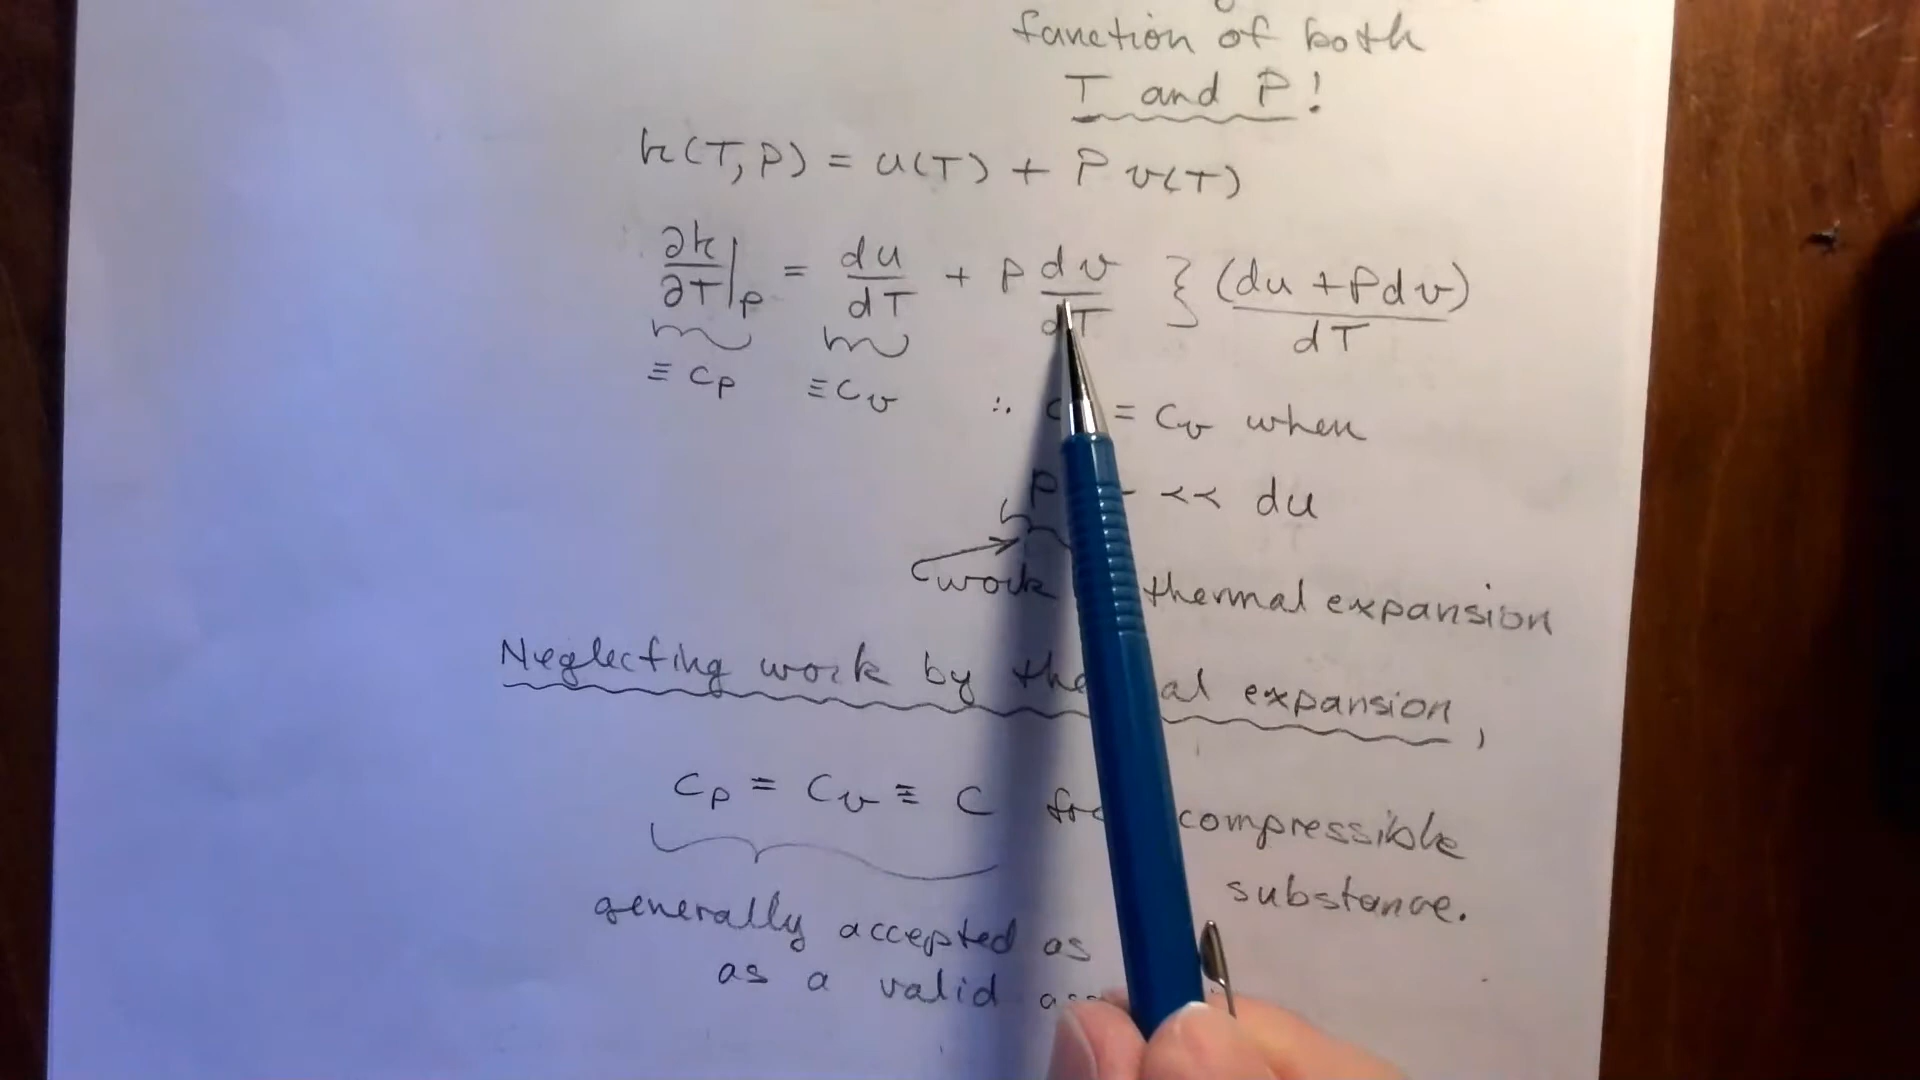 function of both
T and P!
h(T,P) = u(T) + P v(T)
∂h/∂T|P = du/dT + P dv/dT } (du + Pdv)/dT
≡ CP ≡ Cv ∴ = Cv when
P << du
work thermal expansion
Neglecting work by expansion,
CP = Cv ≡ C compressible
substance.
generally accepted as
as a valid